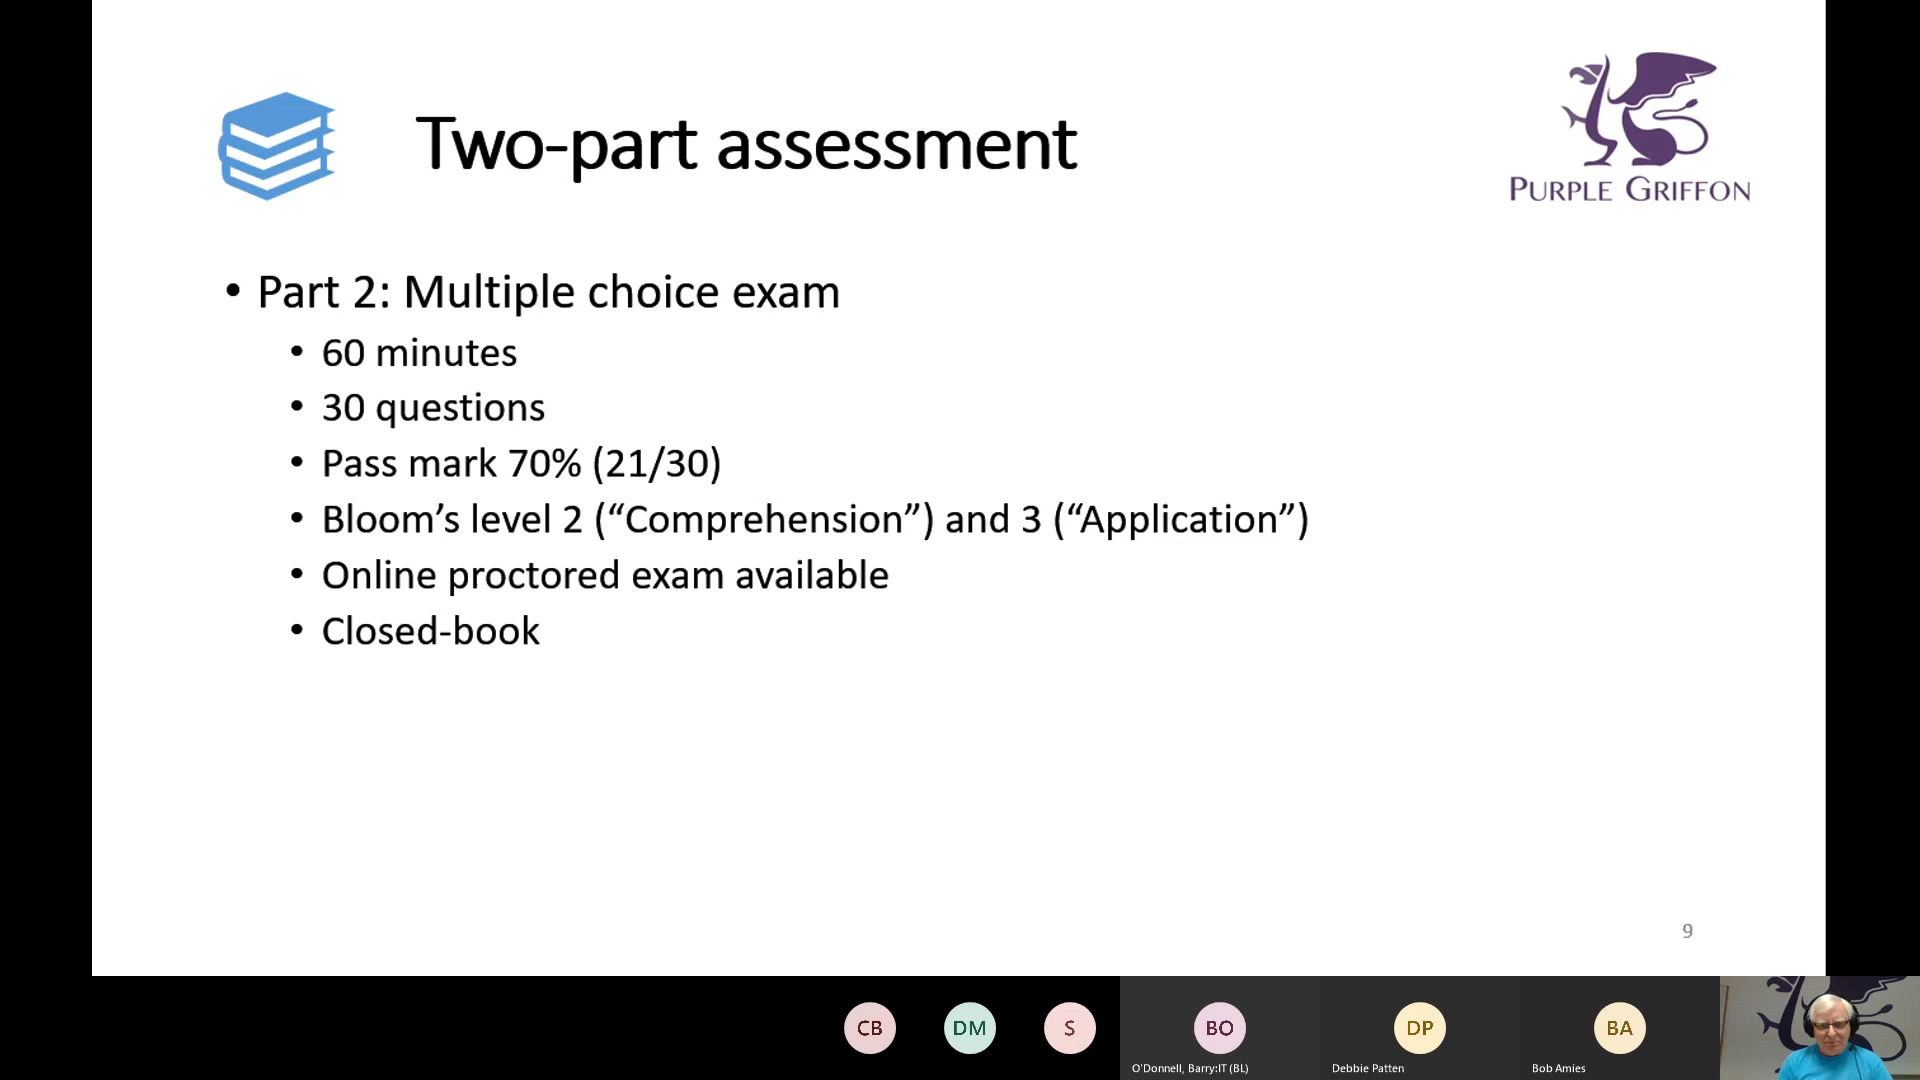 Two-part assessment
PURPLE GRIFFON
• Part 2: Multiple choice exam
• 60 minutes
• 30 questions
• Pass mark 70% (21/30)
• Bloom’s level 2 (“Comprehension”) and 3 (“Application”)
• Online proctored exam available
• Closed-book
9
CB
DM
S
BO
DP
BA
O'Donnell, Barry:IT (BL)
Debbie Patten
Bob Amies